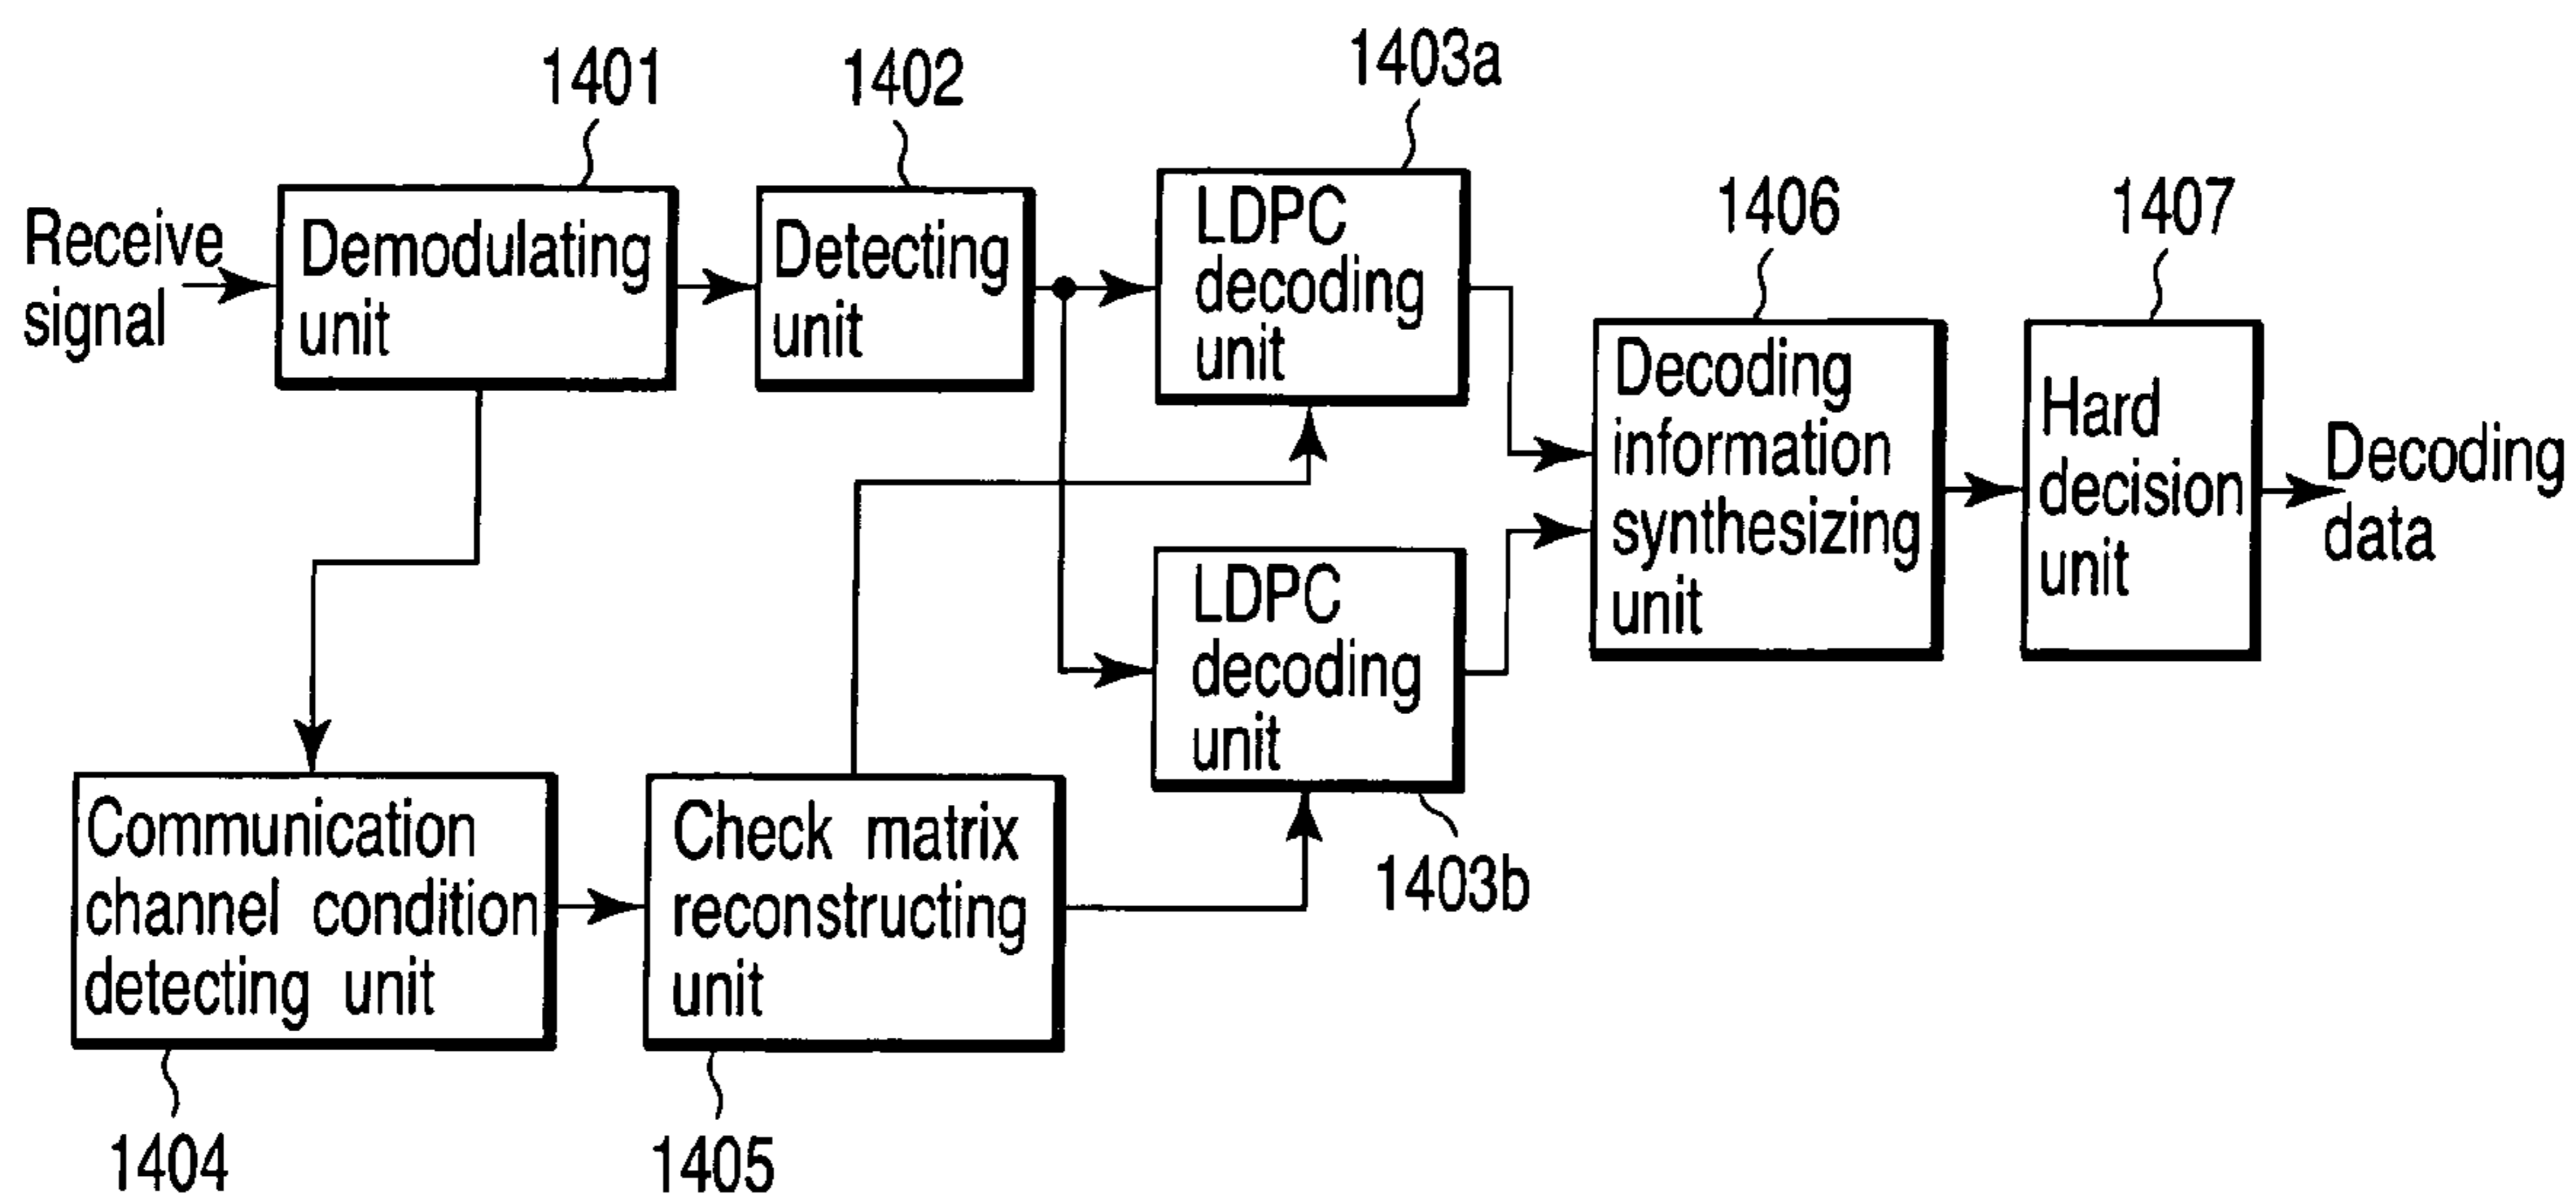 1401
1402
1403a
1406
1407
Receive
signal
Demodulating
unit
Detecting
unit
LDPC
decoding
unit
Decoding
information
synthesizing
unit
Hard
decision
unit
Decoding
data
LDPC
decoding
unit
1403b
Communication
channel condition
detecting unit
Check matrix
reconstructing
unit
1404
1405